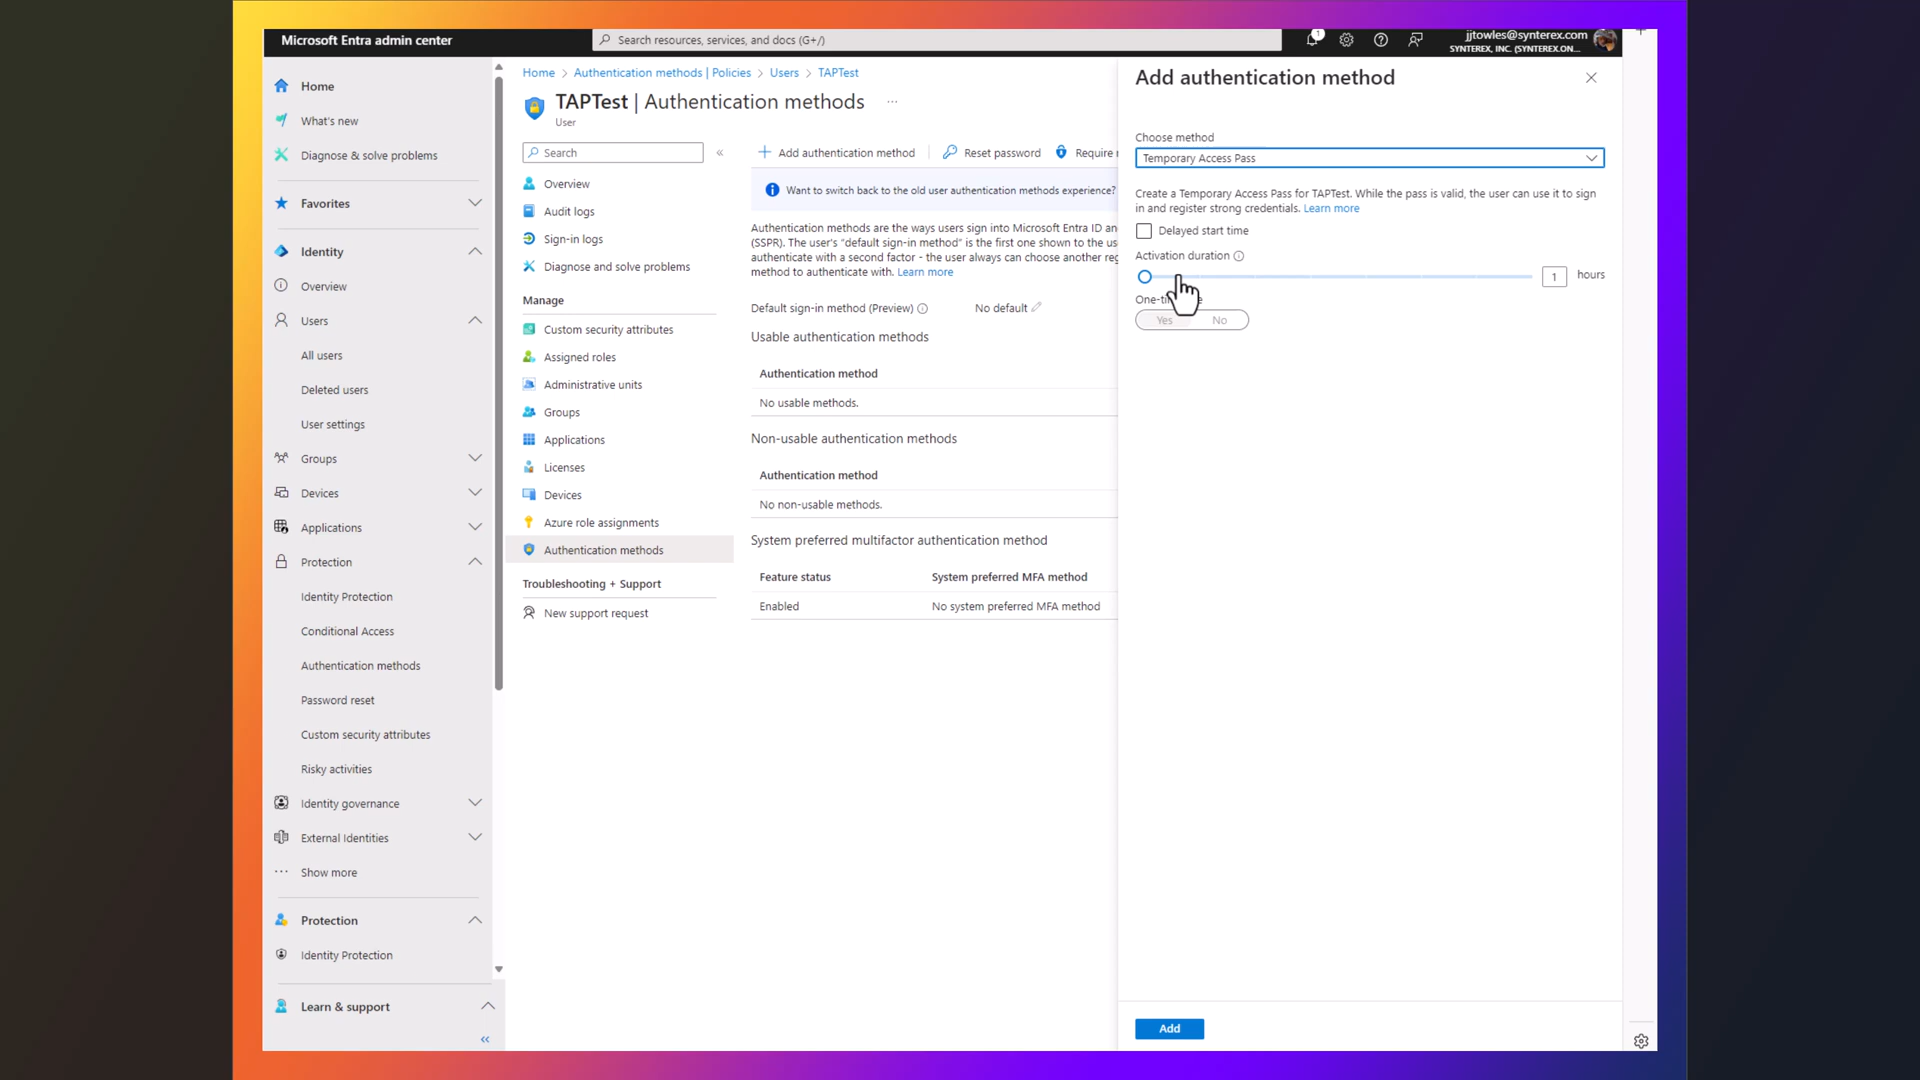 Microsoft Entra admin center
Search resources, services, and docs (G+/)
1
jjtowles@synterex.com
SYNTEREX, INC. (SYNTEREX.ON...
Home
What's new
Diagnose & solve problems
Favorites
Identity
Overview
Users
All users
Deleted users
User settings
Groups
Devices
Applications
Protection
Identity Protection
Conditional Access
Authentication methods
Password reset
Custom security attributes
Risky activities
Identity governance
External Identities
Show more
Protection
Identity Protection
Learn & support
Home > Authentication methods | Policies > Users > TAPTest
TAPTest | Authentication methods ...
User
Search
Overview
Audit logs
Sign-in logs
Diagnose and solve problems
Manage
Custom security attributes
Assigned roles
Administrative units
Groups
Applications
Licenses
Devices
Azure role assignments
Authentication methods
Troubleshooting + Support
New support request
Add authentication method
Reset password
Require
Want to switch back to the old user authentication methods experience?
Authentication methods are the ways users sign into Microsoft Entra ID and
(SSPR). The user's "default sign-in method" is the first one shown to the
authenticate with a second factor - the user always can choose another
method to authenticate with. Learn more
Default sign-in method (Preview)
No default
Usable authentication methods
Authentication method
No usable methods.
Non-usable authentication methods
Authentication method
No non-usable methods.
System preferred multifactor authentication method
Feature status
System preferred MFA method
Enabled
No system preferred MFA method
Add authentication method
Choose method
Temporary Access Pass
Create a Temporary Access Pass for TAPTest. While the pass is valid, the user can use it to sign
in and register strong credentials. Learn more
Delayed start time
Activation duration
1
hours
Yes
No
Add